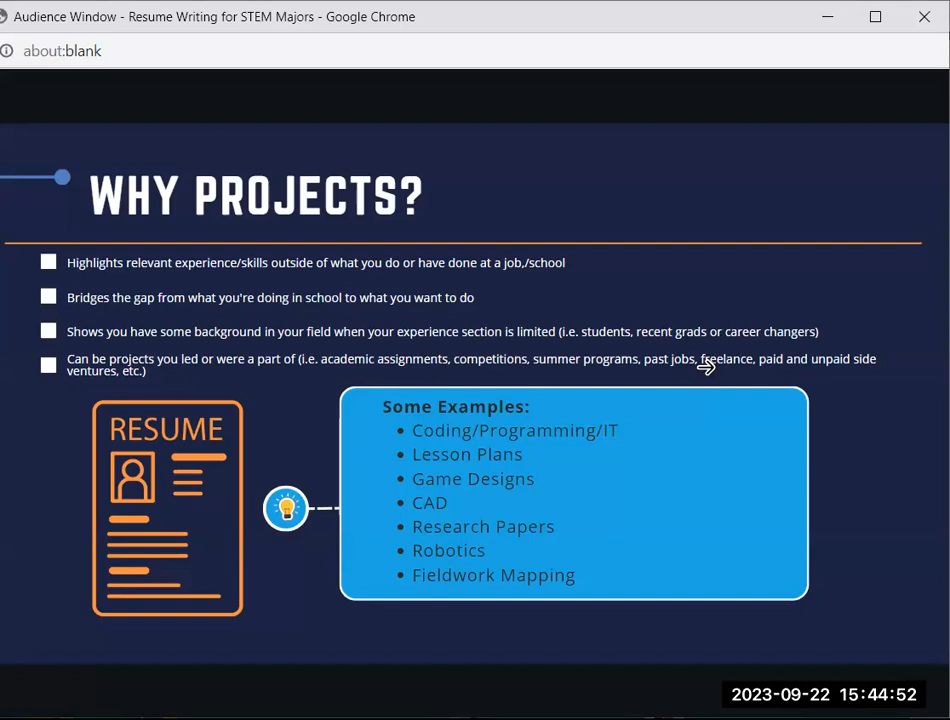 Audience Window - Resume Writing for STEM Majors - Google Chrome
about:blank
WHY PROJECTS?
Highlights relevant experience/skills outside of what you do or have done at a job,/school
Bridges the gap from what you're doing in school to what you want to do
Shows you have some background in your field when your experience section is limited (i.e. students, recent grads or career changers)
Can be projects you led or were a part of (i.e. academic assignments, competitions, summer programs, past jobs, freelance, paid and unpaid side
ventures, etc.)
RESUME
Some Examples:
• Coding/Programming/IT
• Lesson Plans
• Game Designs
• CAD
• Research Papers
• Robotics
• Fieldwork Mapping
2023-09-22 15:44:52